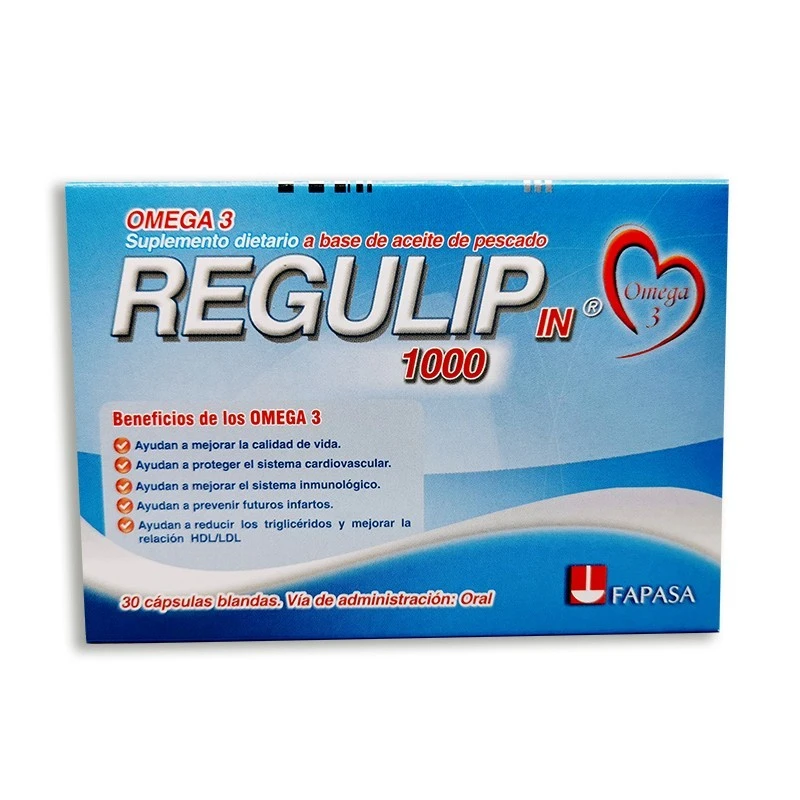 OMEGA 3
Suplemento dietario a base de aceite de pescado
REGULIP IN ®
1000
Omega
3
Beneficios de los OMEGA 3
Ayudan a mejorar la calidad de vida.
Ayudan a proteger el sistema cardiovascular.
Ayudan a mejorar el sistema inmunológico.
Ayudan a prevenir futuros infartos.
Ayudan a reducir los triglicéridos y mejorar la
relación HDL/LDL
30 cápsulas blandas. Vía de administración: Oral
FAPASA